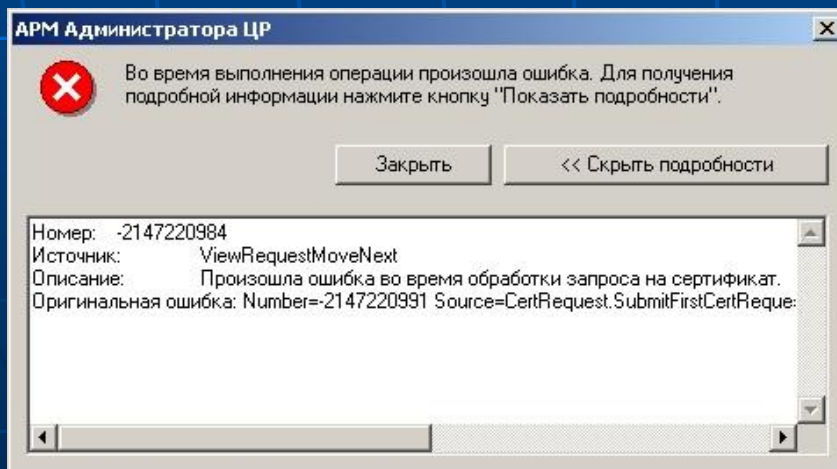 АРМ Администратора ЦР
Во время выполнения операции произошла ошибка. Для получения
подробной информации нажмите кнопку "Показать подробности".
Закрыть
<< Скрыть подробности
Номер: -2147220984
Источник: ViewRequestMoveNext
Описание: Произошла ошибка во время обработки запроса на сертификат.
Оригинальная ошибка: Number=-2147220991 Source=CertRequest.SubmitFirstCertReque